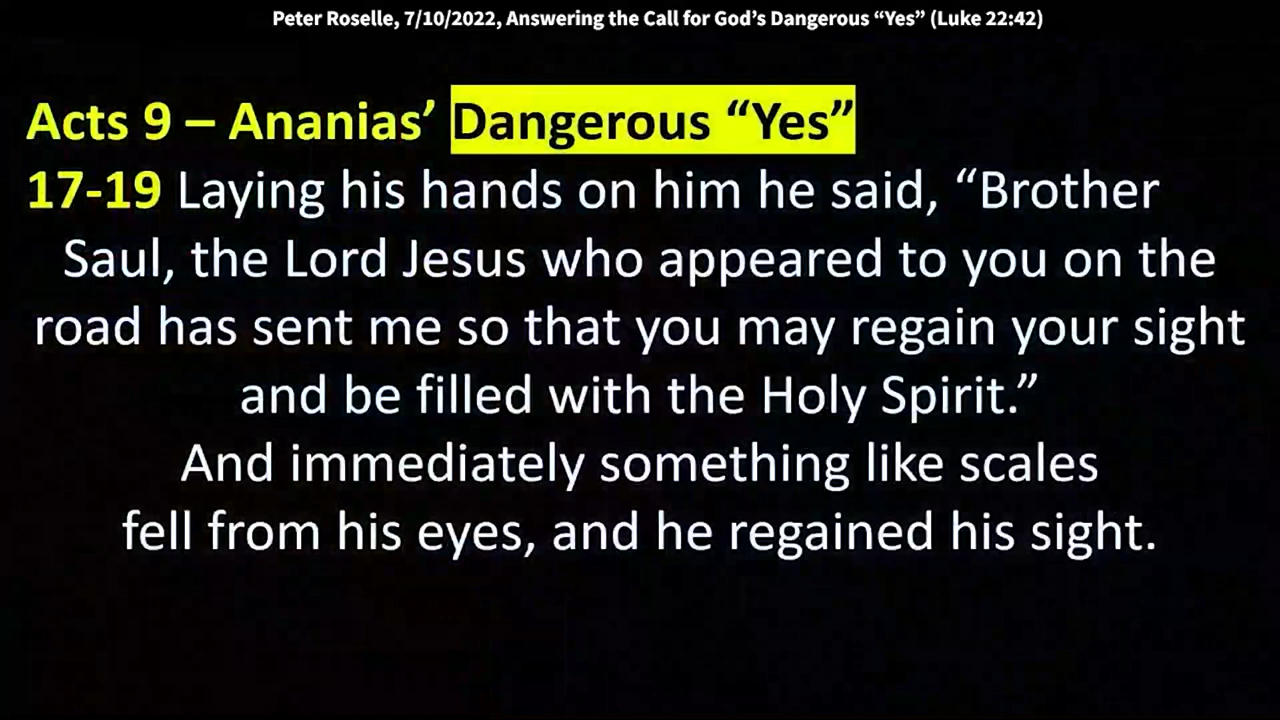 Peter Roselle, 7/10/2022, Answering the Call for God’s Dangerous “Yes” (Luke 22:42)
Acts 9 – Ananias’ Dangerous “Yes”
17-19 Laying his hands on him he said, “Brother
Saul, the Lord Jesus who appeared to you on the
road has sent me so that you may regain your sight
and be filled with the Holy Spirit.”
And immediately something like scales
fell from his eyes, and he regained his sight.